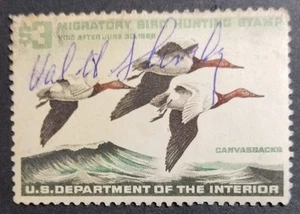 $3 MIGRATORY BIRD HUNTING STAMP
VOID AFTER JUNE 30, 1966
CANVASBACKS
U.S. DEPARTMENT OF THE INTERIOR